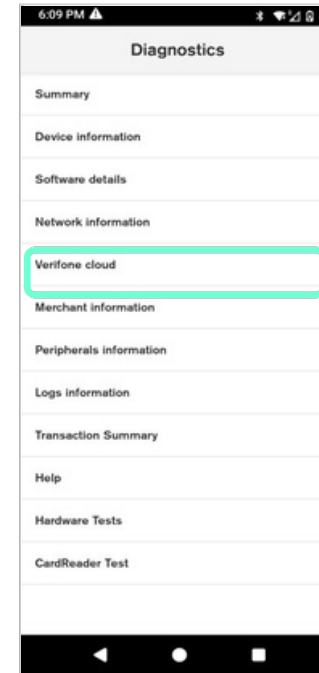 6:09 PM
Diagnostics
Summary
Device information
Software details
Network information
Verifone cloud
Merchant information
Peripherals information
Logs information
Transaction Summary
Help
Hardware Tests
CardReader Test